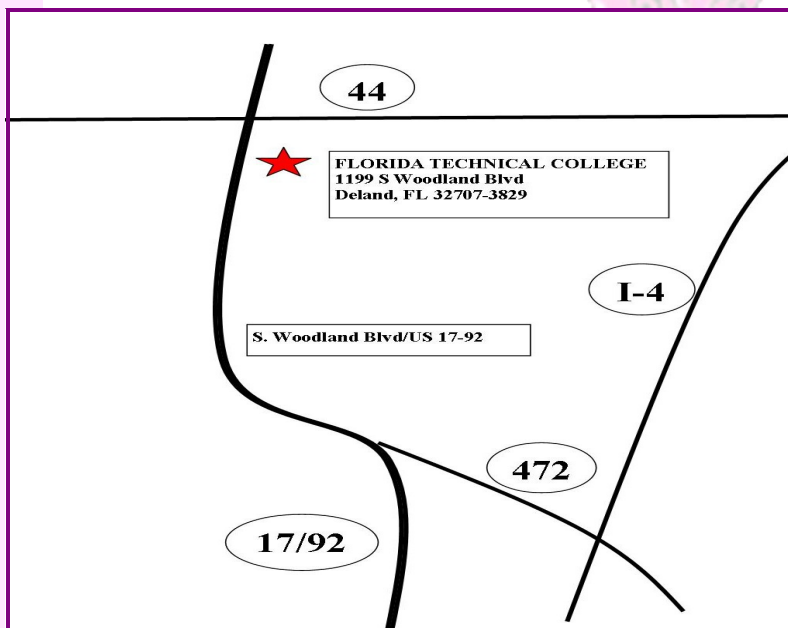 44
FLORIDA TECHNICAL COLLEGE
1199 S Woodland Blvd
Deland, FL 32707-3829
I-4
S. Woodland Blvd/US 17-92
472
17/92